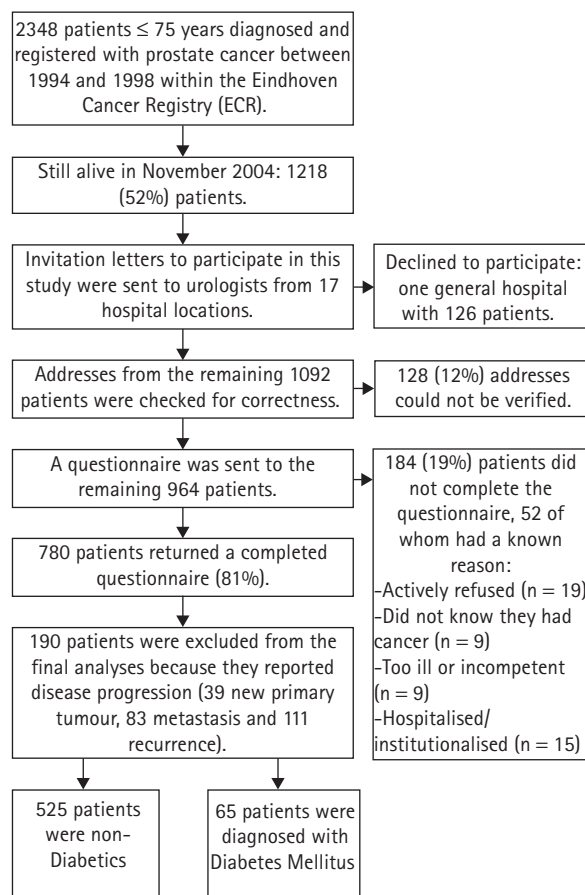 2348 patients ≤ 75 years diagnosed and
registered with prostate cancer between
1994 and 1998 within the Eindhoven
Cancer Registry (ECR).
Still alive in November 2004: 1218
(52%) patients.
Invitation letters to participate in this
study were sent to urologists from 17
hospital locations.
Declined to participate:
one general hospital
with 126 patients.
Addresses from the remaining 1092
patients were checked for correctness.
128 (12%) addresses
could not be verified.
A questionnaire was sent to the
remaining 964 patients.
184 (19%) patients did
not complete the
questionnaire, 52 of
whom had a known
reason:
-Actively refused (n = 19)
-Did not know they had
cancer (n = 9)
-Too ill or incompetent
(n = 9)
-Hospitalised/
institutionalised (n = 15)
780 patients returned a completed
questionnaire (81%).
190 patients were excluded from the
final analyses because they reported
disease progression (39 new primary
tumour, 83 metastasis and 111
recurrence).
525 patients
were non-
Diabetics
65 patients were
diagnosed with
Diabetes Mellitus